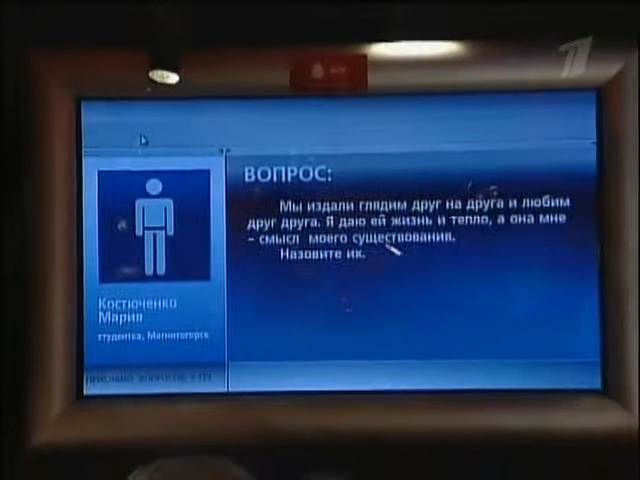 ВОПРОС:
Мы издали глядим друг на друга и любим
друг друга. Я даю ей жизнь и тепло, а она мне
- смысл моего существования.
Назовите их.
Костюченко
Мария
студентка, Магнитогорск